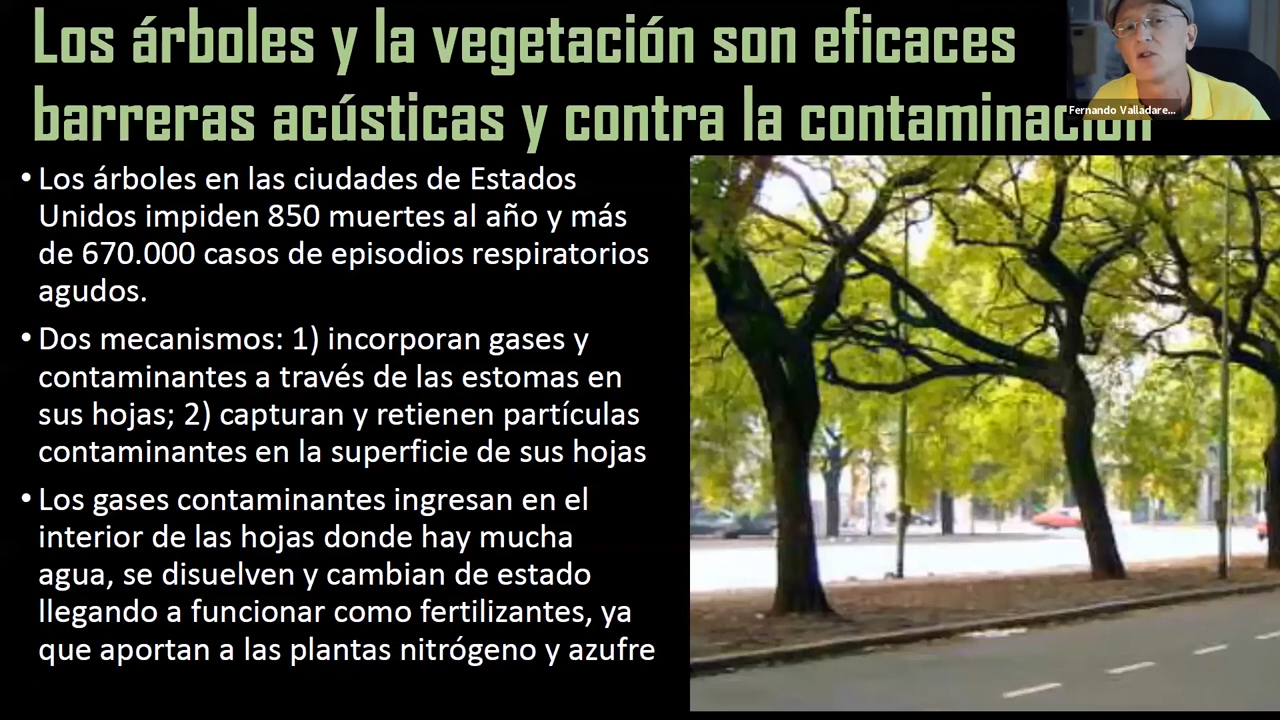 Los árboles y la vegetación son eficaces
barreras acústicas y contra la contaminación
Fernando Valladare...
• Los árboles en las ciudades de Estados
Unidos impiden 850 muertes al año y más
de 670.000 casos de episodios respiratorios
agudos.
• Dos mecanismos: 1) incorporan gases y
contaminantes a través de las estomas en
sus hojas; 2) capturan y retienen partículas
contaminantes en la superficie de sus hojas
• Los gases contaminantes ingresan en el
interior de las hojas donde hay mucha
agua, se disuelven y cambian de estado
llegando a funcionar como fertilizantes, ya
que aportan a las plantas nitrógeno y azufre